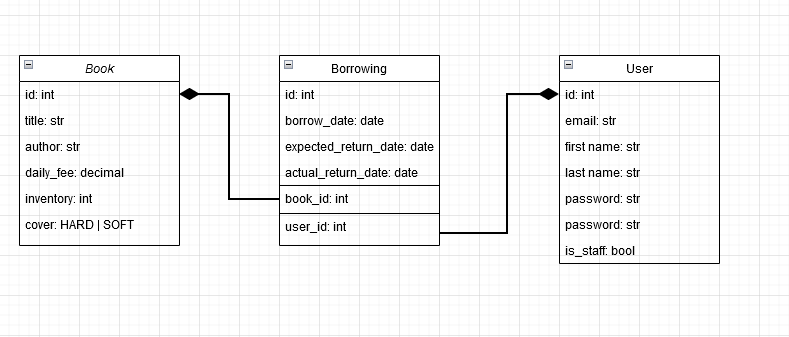 Book
id: int
title: str
author: str
daily_fee: decimal
inventory: int
cover: HARD | SOFT
Borrowing
id: int
borrow_date: date
expected_return_date: date
actual_return_date: date
book_id: int
user_id: int
User
id: int
email: str
first name: str
last name: str
password: str
password: str
is_staff: bool